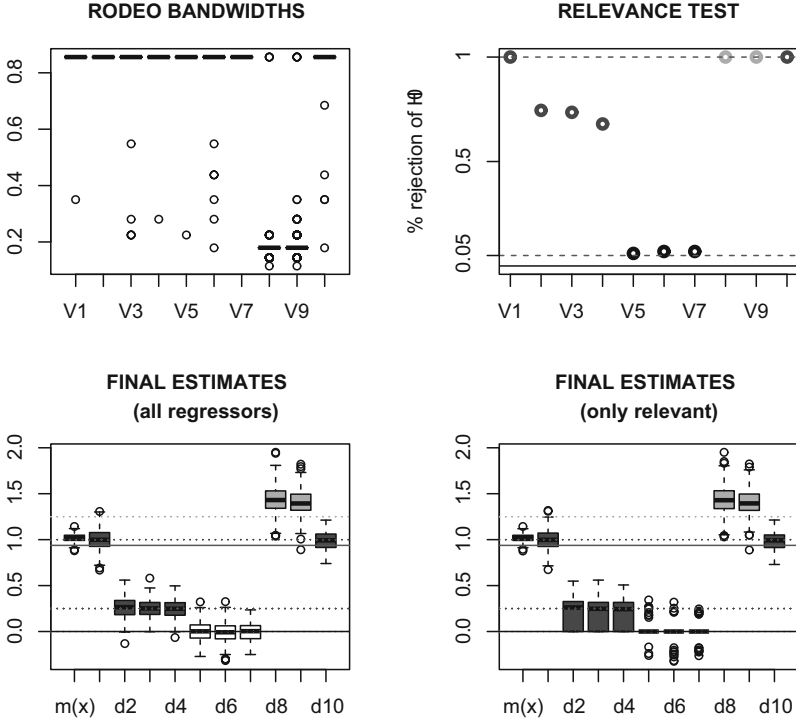 RODEO BANDWIDTHS
0.8
0.6
0.4
0.2
V1 V3 V5 V7 V9
RELEVANCE TEST
% rejection of H0
1
0.5
0.05
V1 V3 V5 V7 V9
FINAL ESTIMATES
(all regressors)
2.0
1.5
1.0
0.5
0.0
m(x) d2 d4 d6 d8 d10
FINAL ESTIMATES
(only relevant)
2.0
1.5
1.0
0.5
0.0
m(x) d2 d4 d6 d8 d10